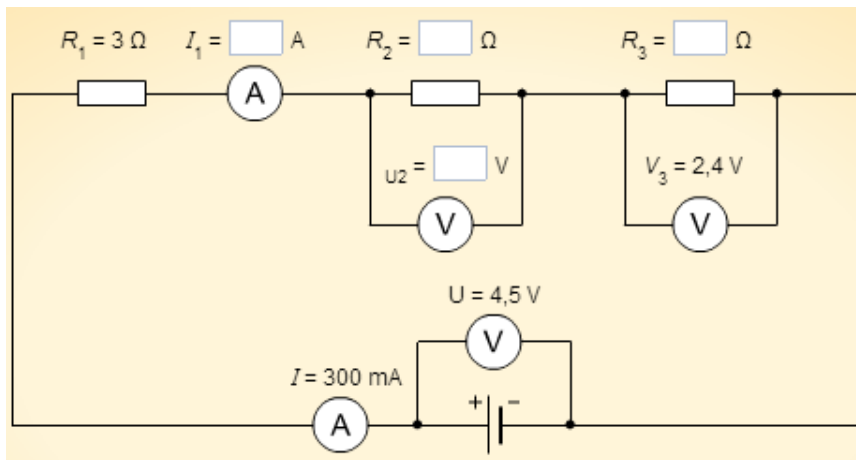 R₁ = 3 Ω I₁ = A R₂ = Ω R₃ = Ω
A
U2 = V V₃ = 2,4 V
V V
U = 4,5 V
V
I = 300 mA
+ −
A